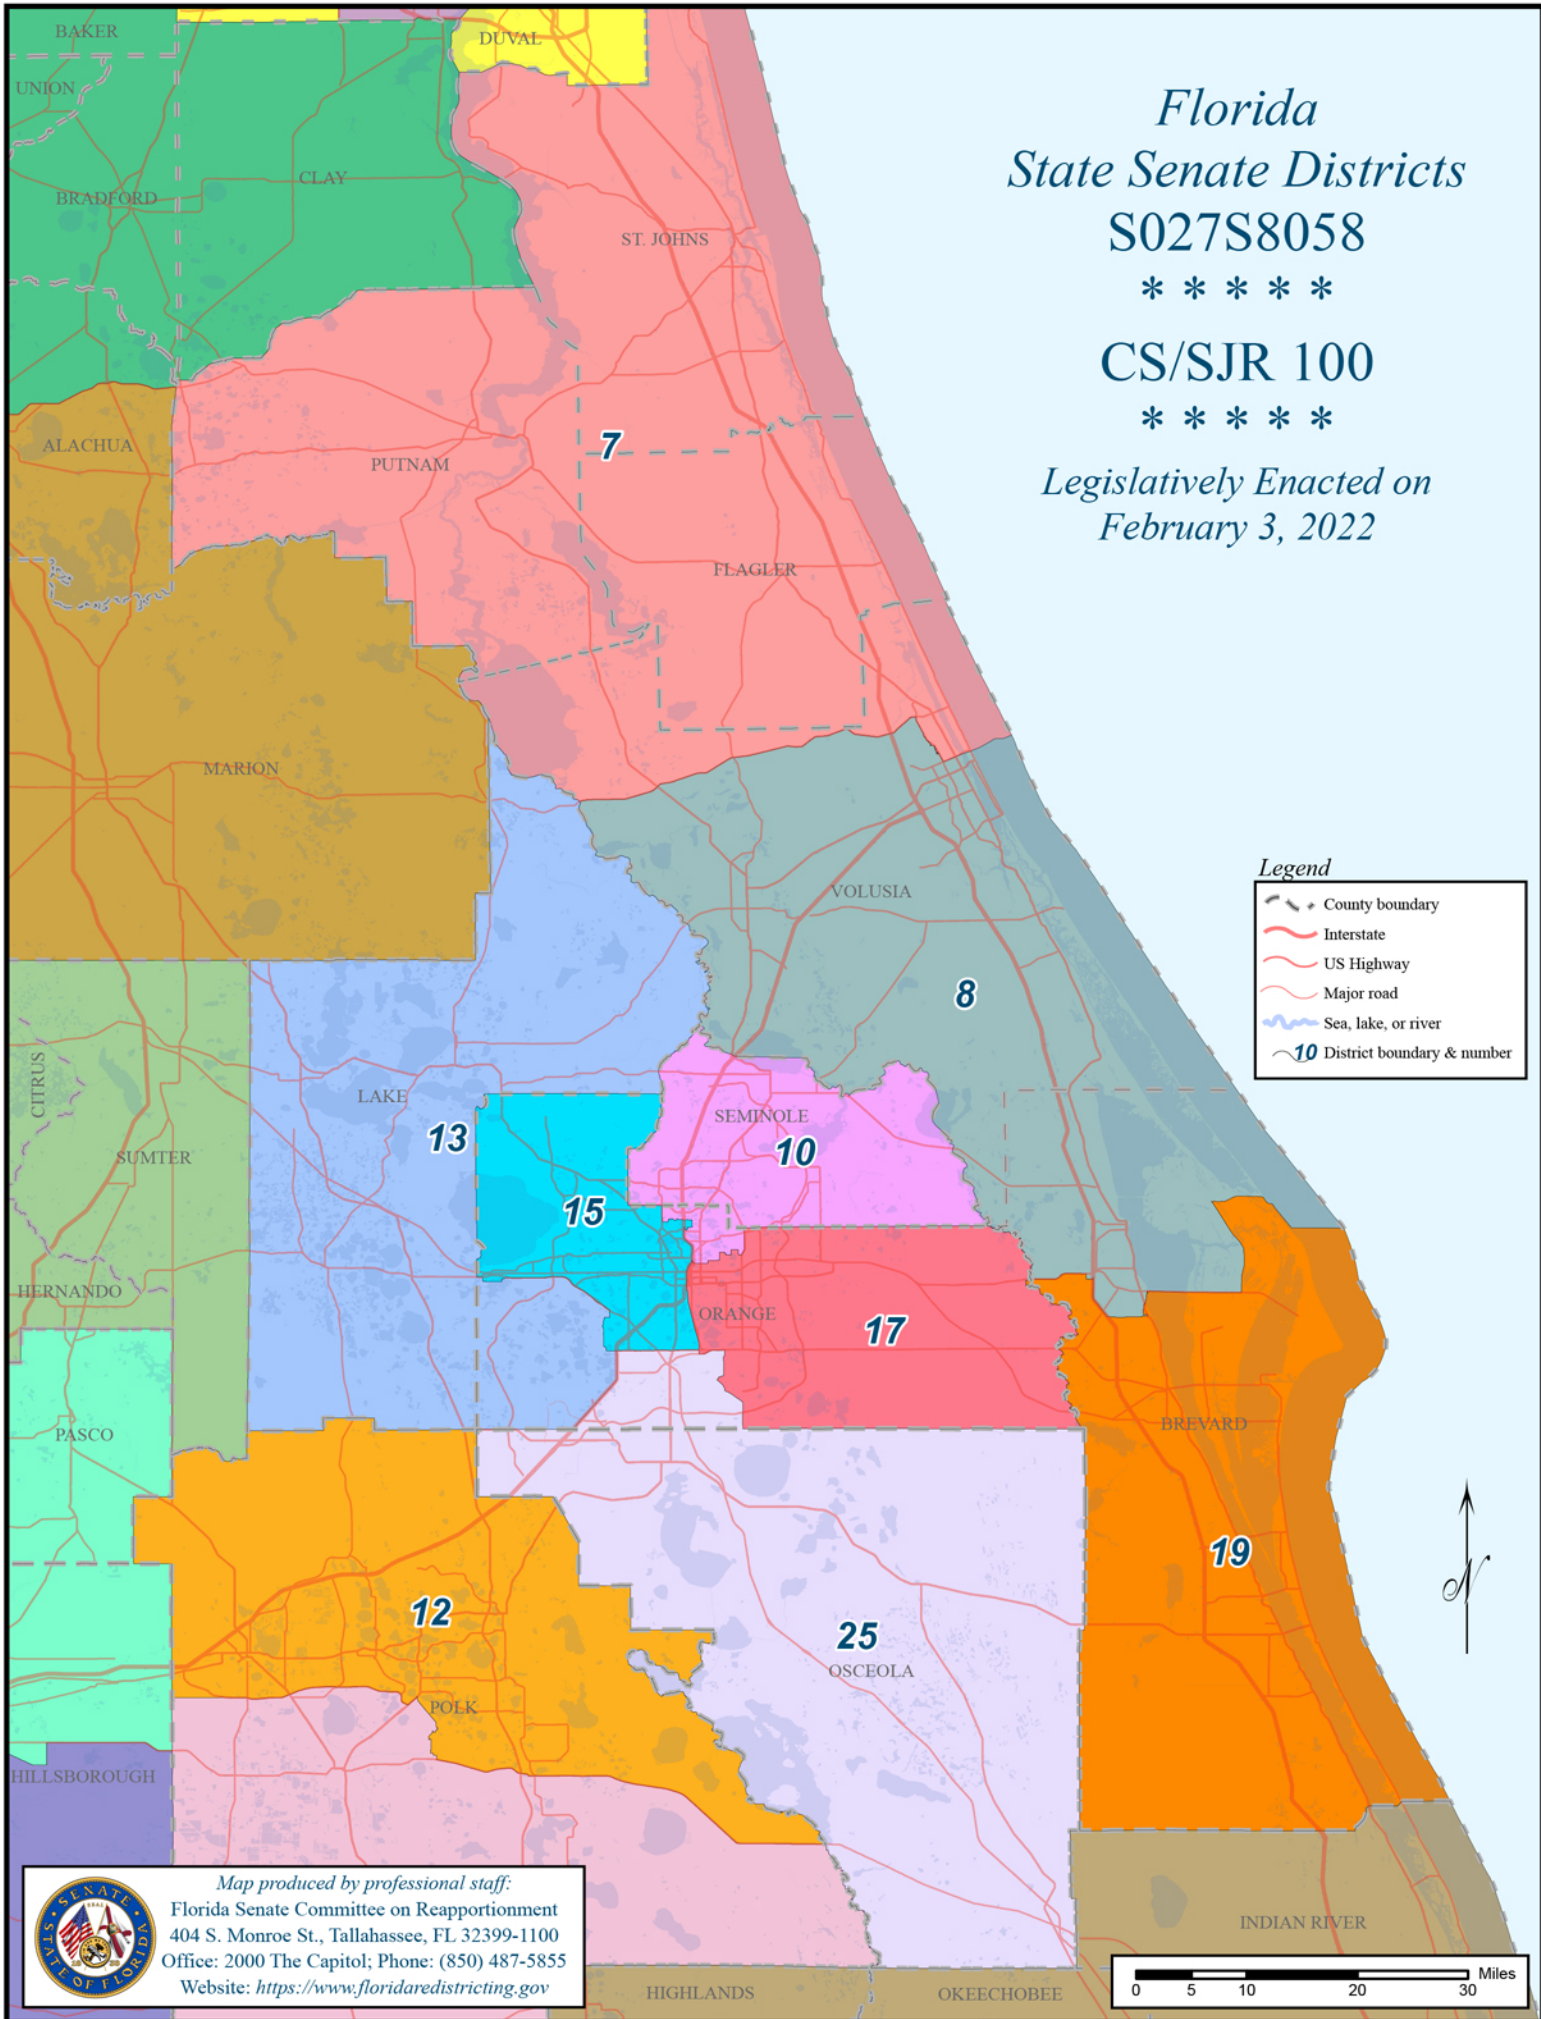 Florida
State Senate Districts
S027S8058
* * * * *
CS/SJR 100
* * * * *
Legislatively Enacted on
February 3, 2022
BAKER
DUVAL
UNION
CLAY
BRADFORD
ST. JOHNS
ALACHUA
7
PUTNAM
FLAGLER
MARION
VOLUSIA
8
CITRUS
LAKE
SEMINOLE
13
10
SUMTER
15
HERNANDO
ORANGE
17
BREVARD
PASCO
19
12
25
OSCEOLA
POLK
HILLSBOROUGH
INDIAN RIVER
HIGHLANDS
OKEECHOBEE
Legend
County boundary
Interstate
US Highway
Major road
Sea, lake, or river
10 District boundary & number
N
SENATE
SEAL
STATE OF FLORIDA
Map produced by professional staff:
Florida Senate Committee on Reapportionment
404 S. Monroe St., Tallahassee, FL 32399-1100
Office: 2000 The Capitol; Phone: (850) 487-5855
Website: https://www.floridaredistricting.gov
Miles
0 5 10 20 30